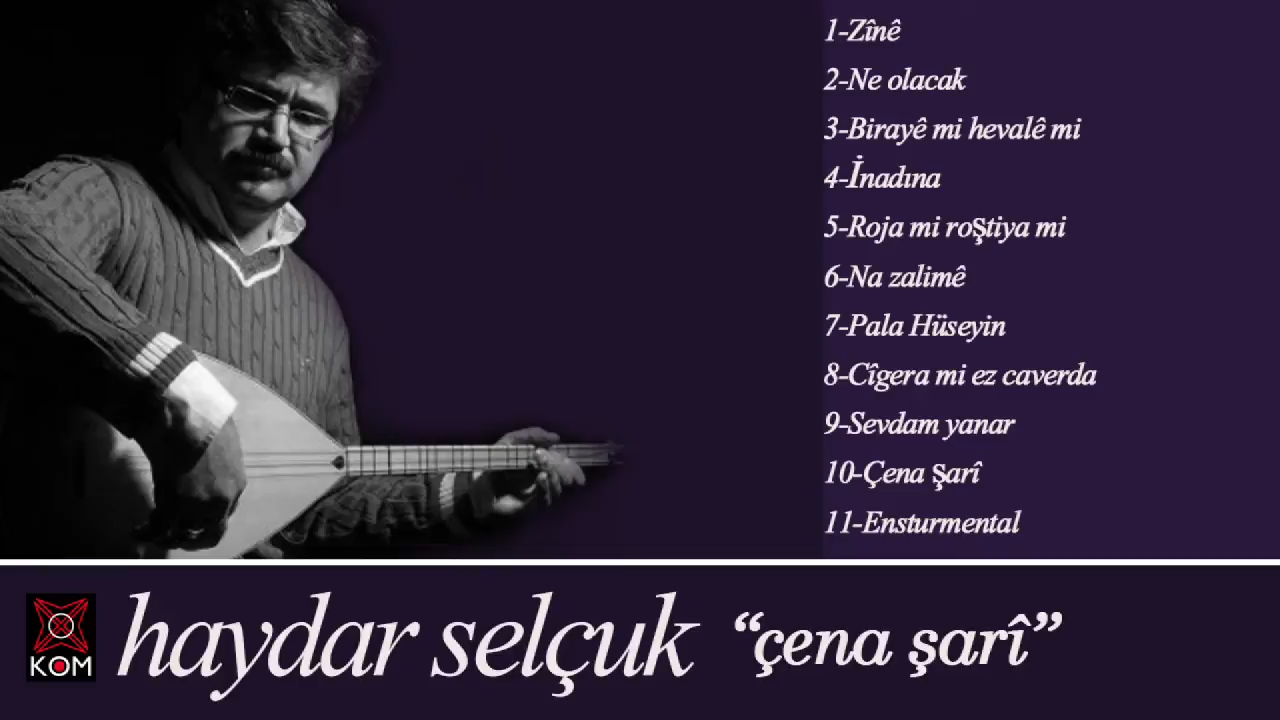 1-Zînê
2-Ne olacak
3-Birayê mi hevalê mi
4-İnadına
5-Roja mi roştiya mi
6-Na zalimê
7-Pala Hüseyin
8-Cîgera mi ez caverda
9-Sevdam yanar
10-Çena şarî
11-Ensturmental
KOM
haydar selçuk “çena şarî”